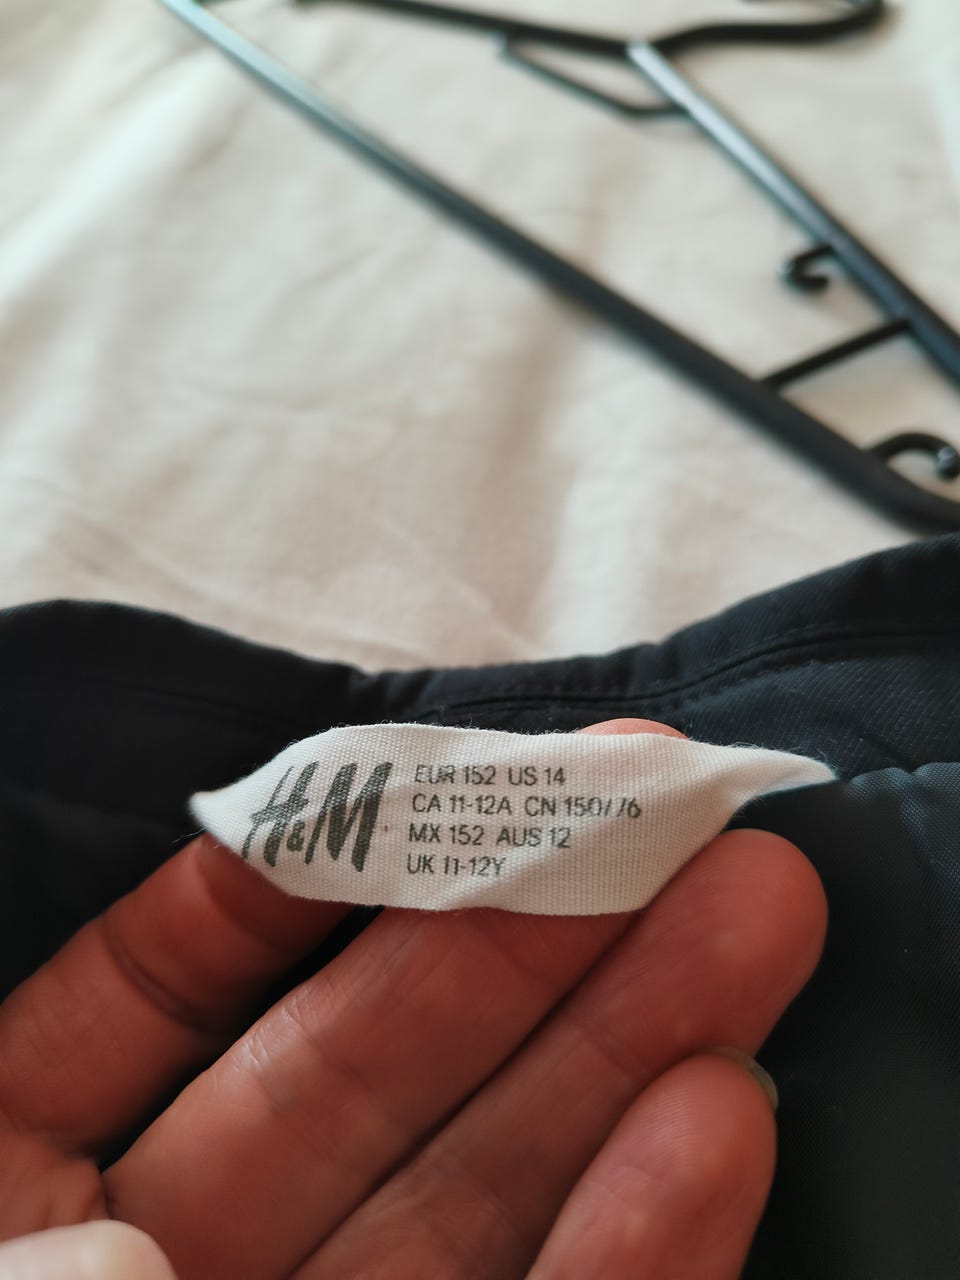 H&M
EUR 152 US 14
CA 11-12A CN 150/76
MX 152 AUS 12
UK 11-12Y